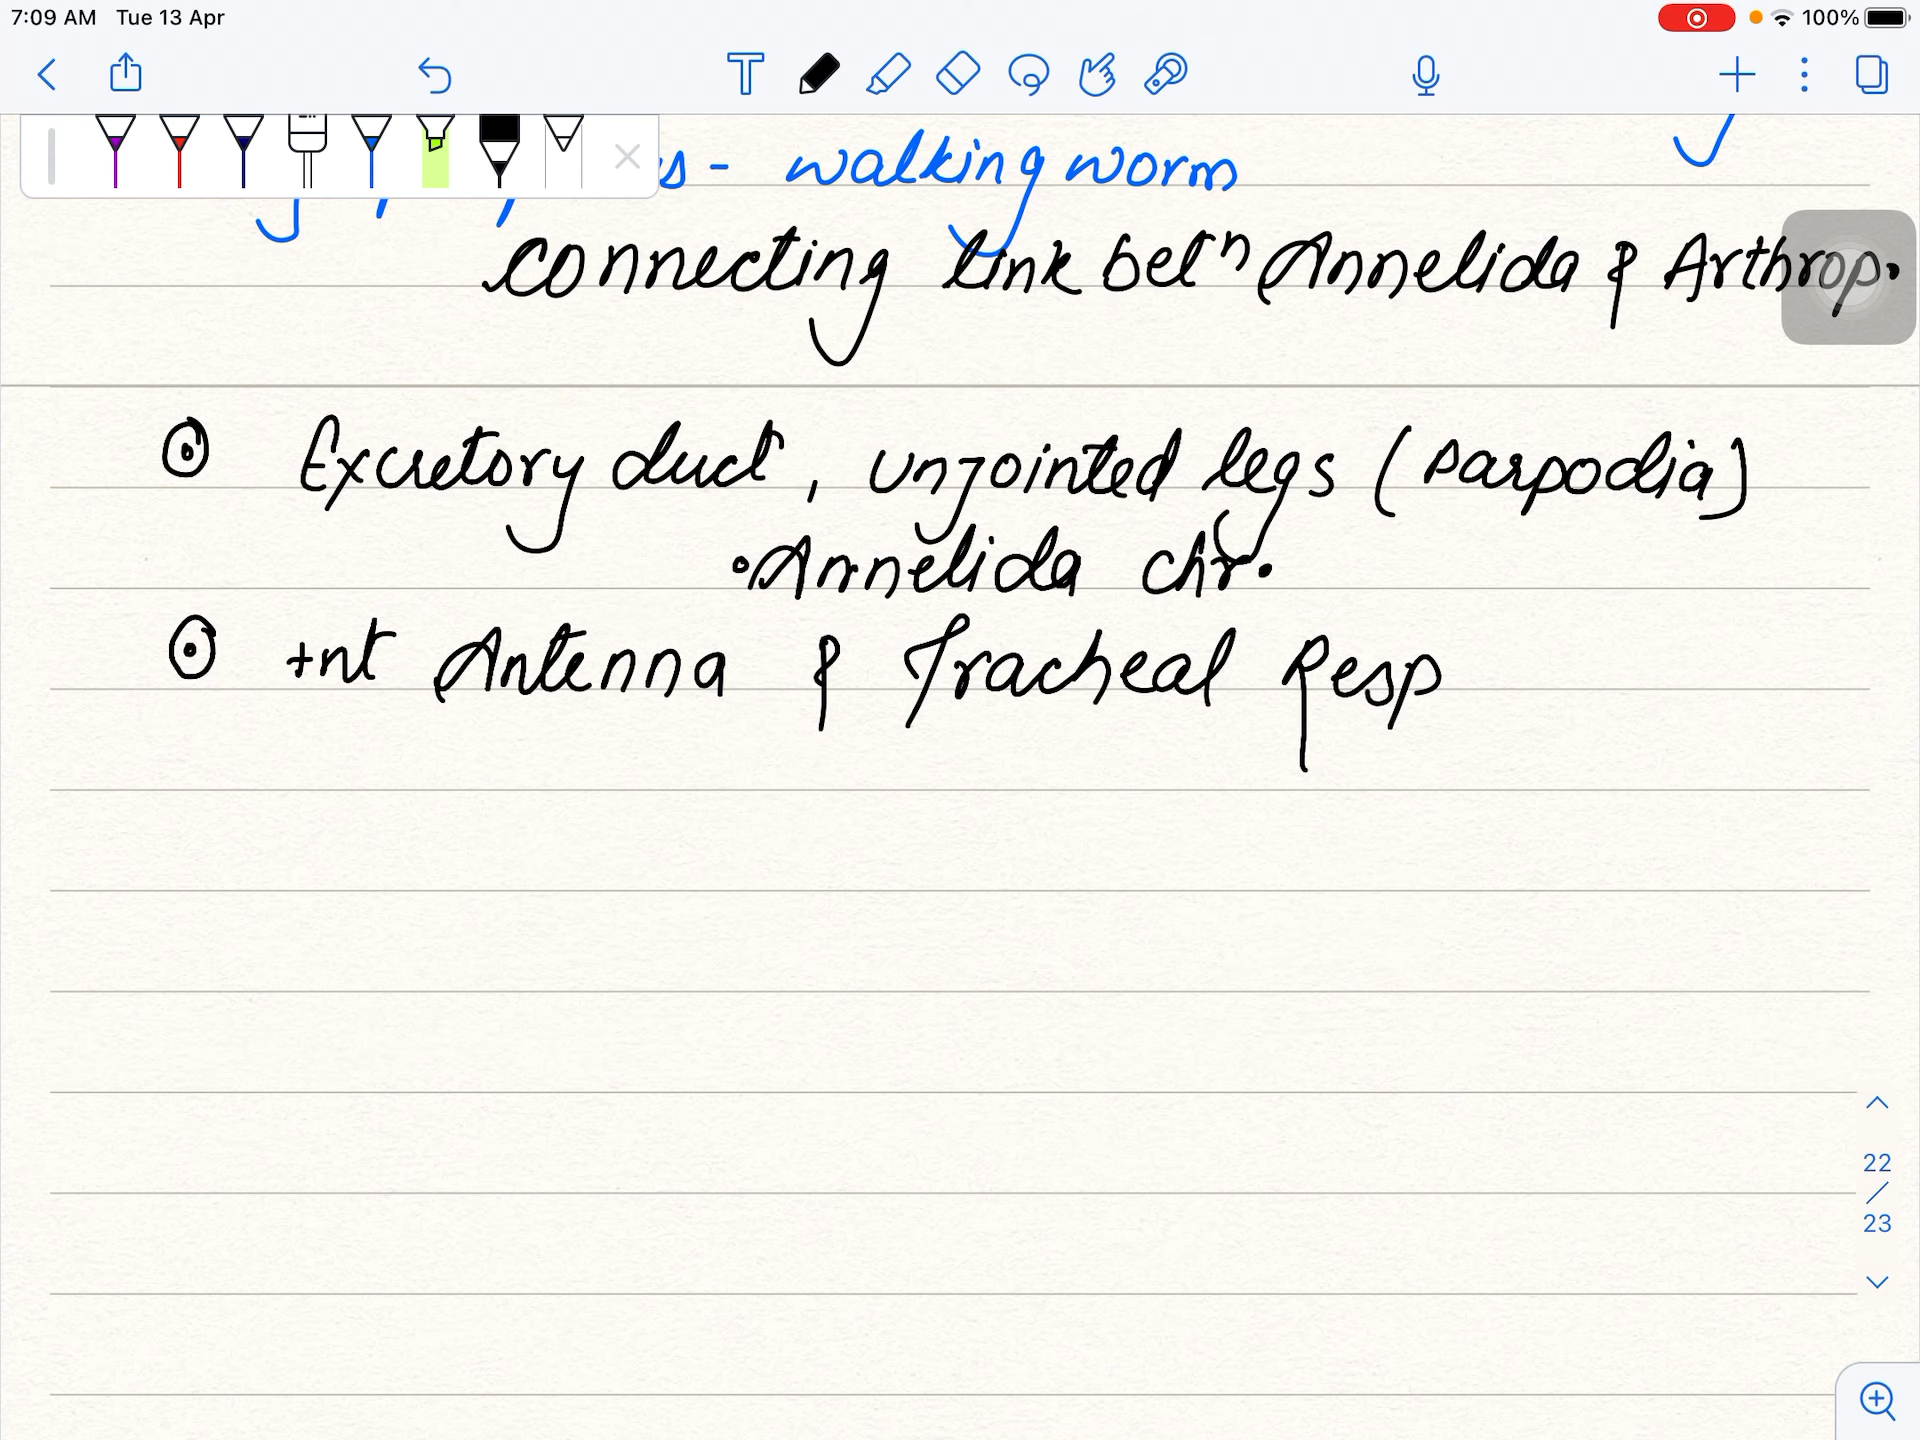 7:09 AM Tue 13 Apr 100%
s - walking worm
connecting link betⁿ Annelida & Arthrop.
Excretory duct, unjointed legs (parpodia)
Annelida chr.
+nt Antenna & Tracheal Resp
22
/
23